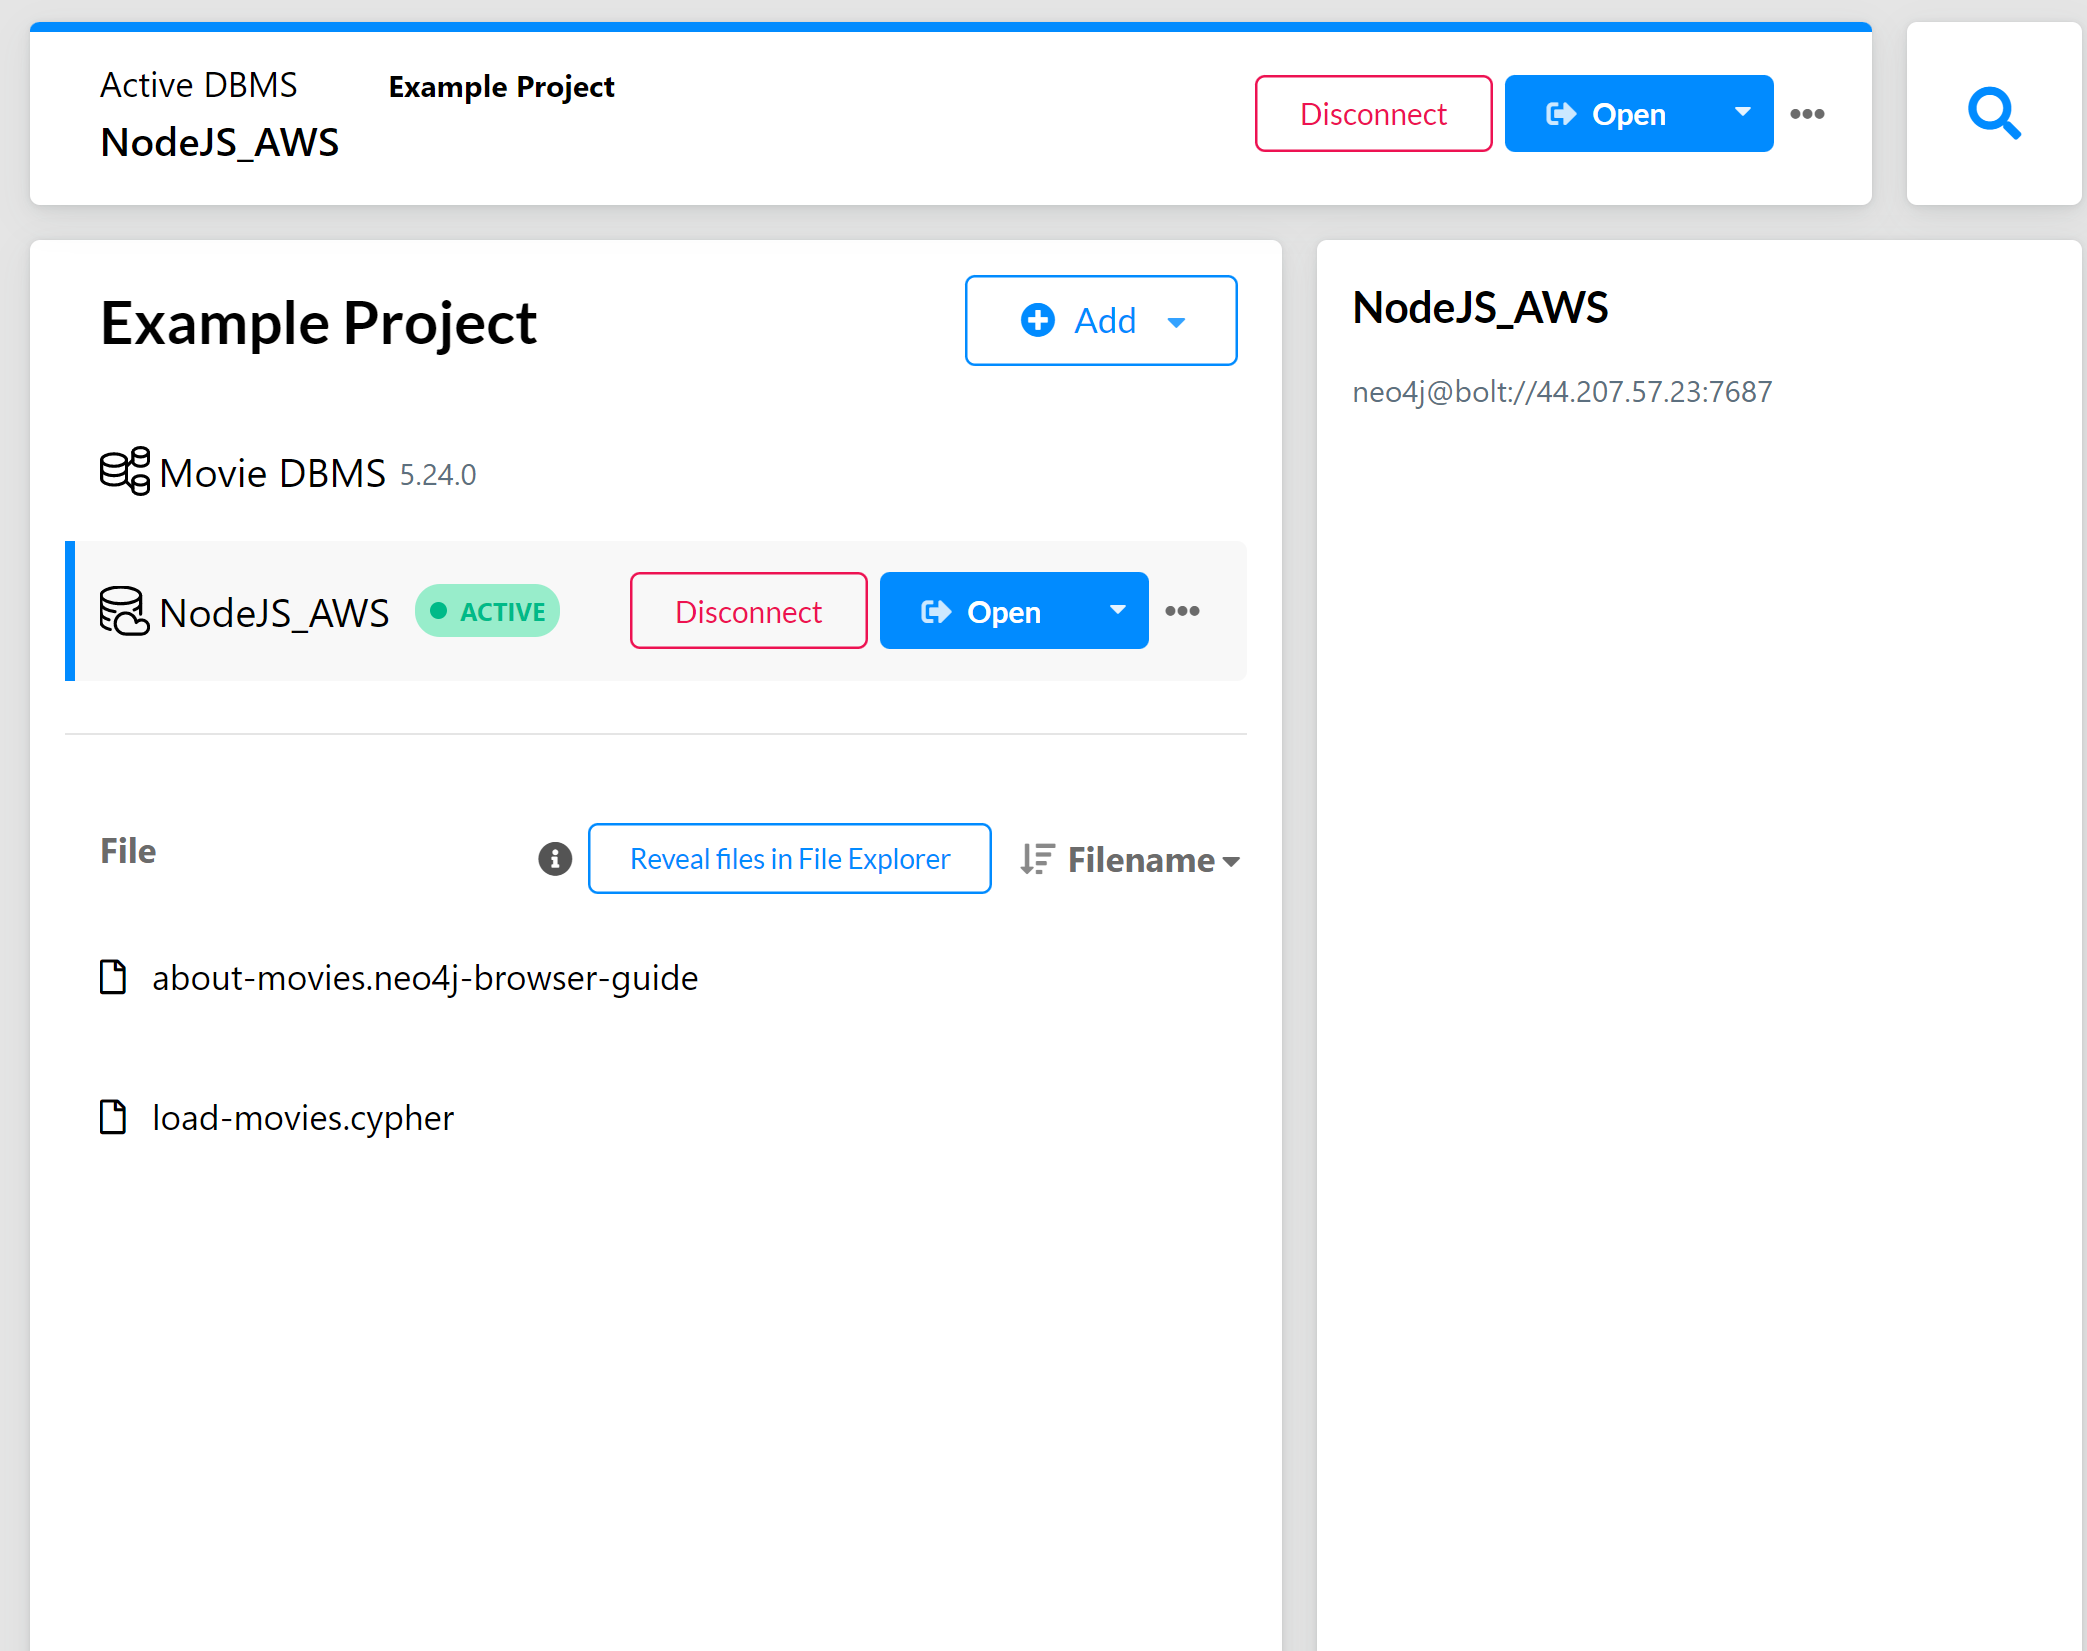 Active DBMS
Example Project
NodeJS_AWS
Disconnect
Open
Example Project
Add
Movie DBMS 5.24.0
NodeJS_AWS
ACTIVE
Disconnect
Open
File
Reveal files in File Explorer
Filename
about-movies.neo4j-browser-guide
load-movies.cypher
NodeJS_AWS
neo4j@bolt://44.207.57.23:7687